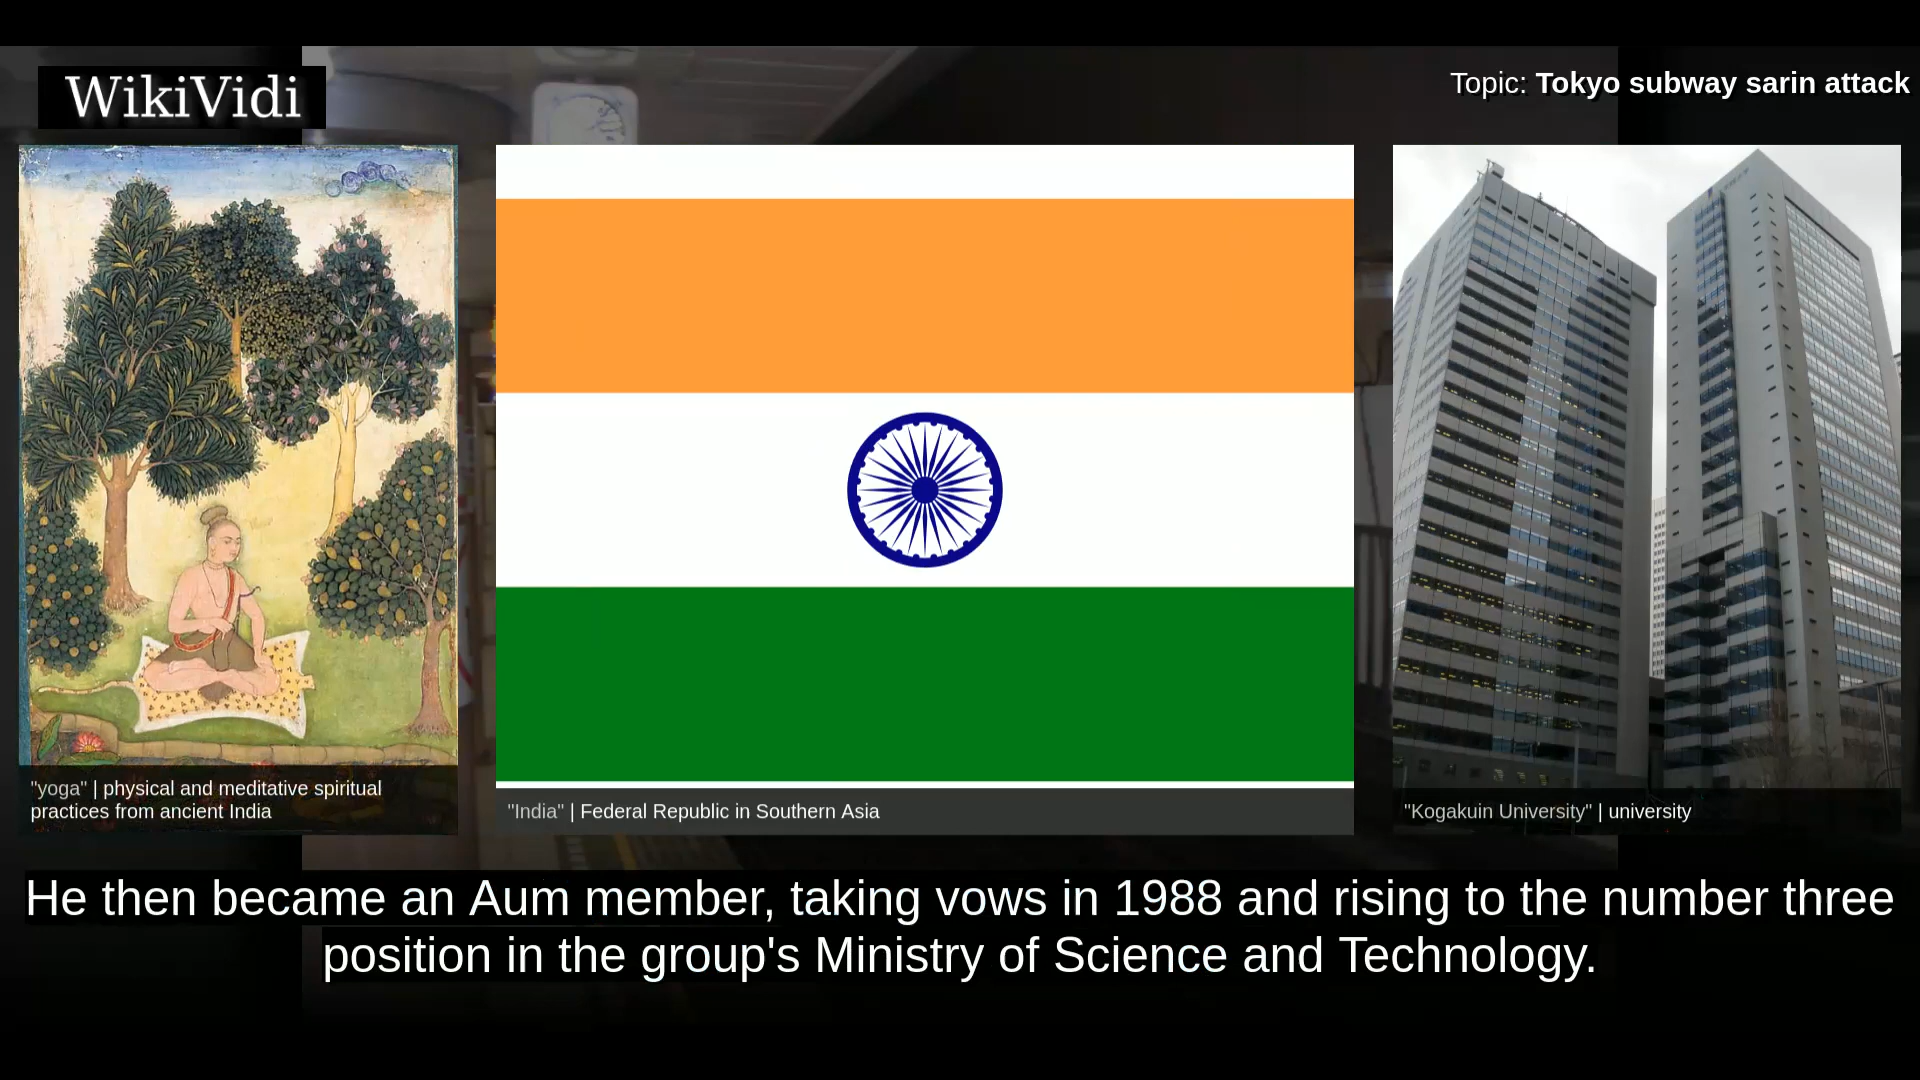 WikiVidi
Topic: Tokyo subway sarin attack
"yoga" | physical and meditative spiritual
practices from ancient India
"India" | Federal Republic in Southern Asia
"Kogakuin University" | university
He then became an Aum member, taking vows in 1988 and rising to the number three
position in the group's Ministry of Science and Technology.